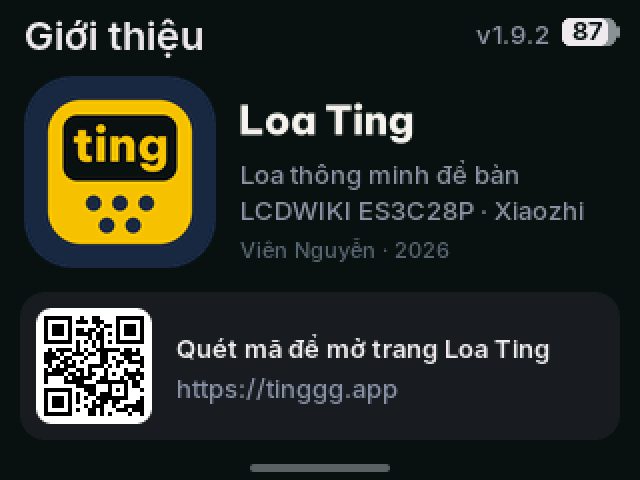 Giới thiệu
v1.9.2
87
ting
Loa Ting
Loa thông minh để bàn
LCDWIKI ES3C28P · Xiaozhi
Viên Nguyễn · 2026
Quét mã để mở trang Loa Ting
https://tinggg.app